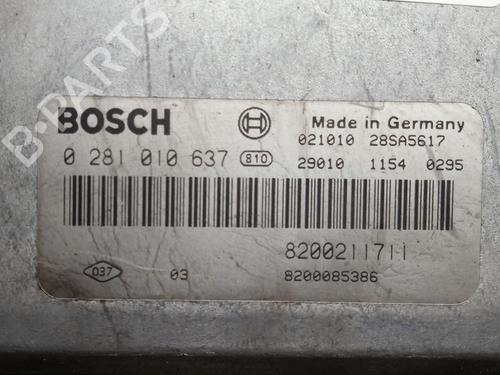 B-PARTS
BOSCH
Made in Germany
021010 28SA5617
0 281 010 637 810
29010 1154 0295
8200211711
037 03 8200085386